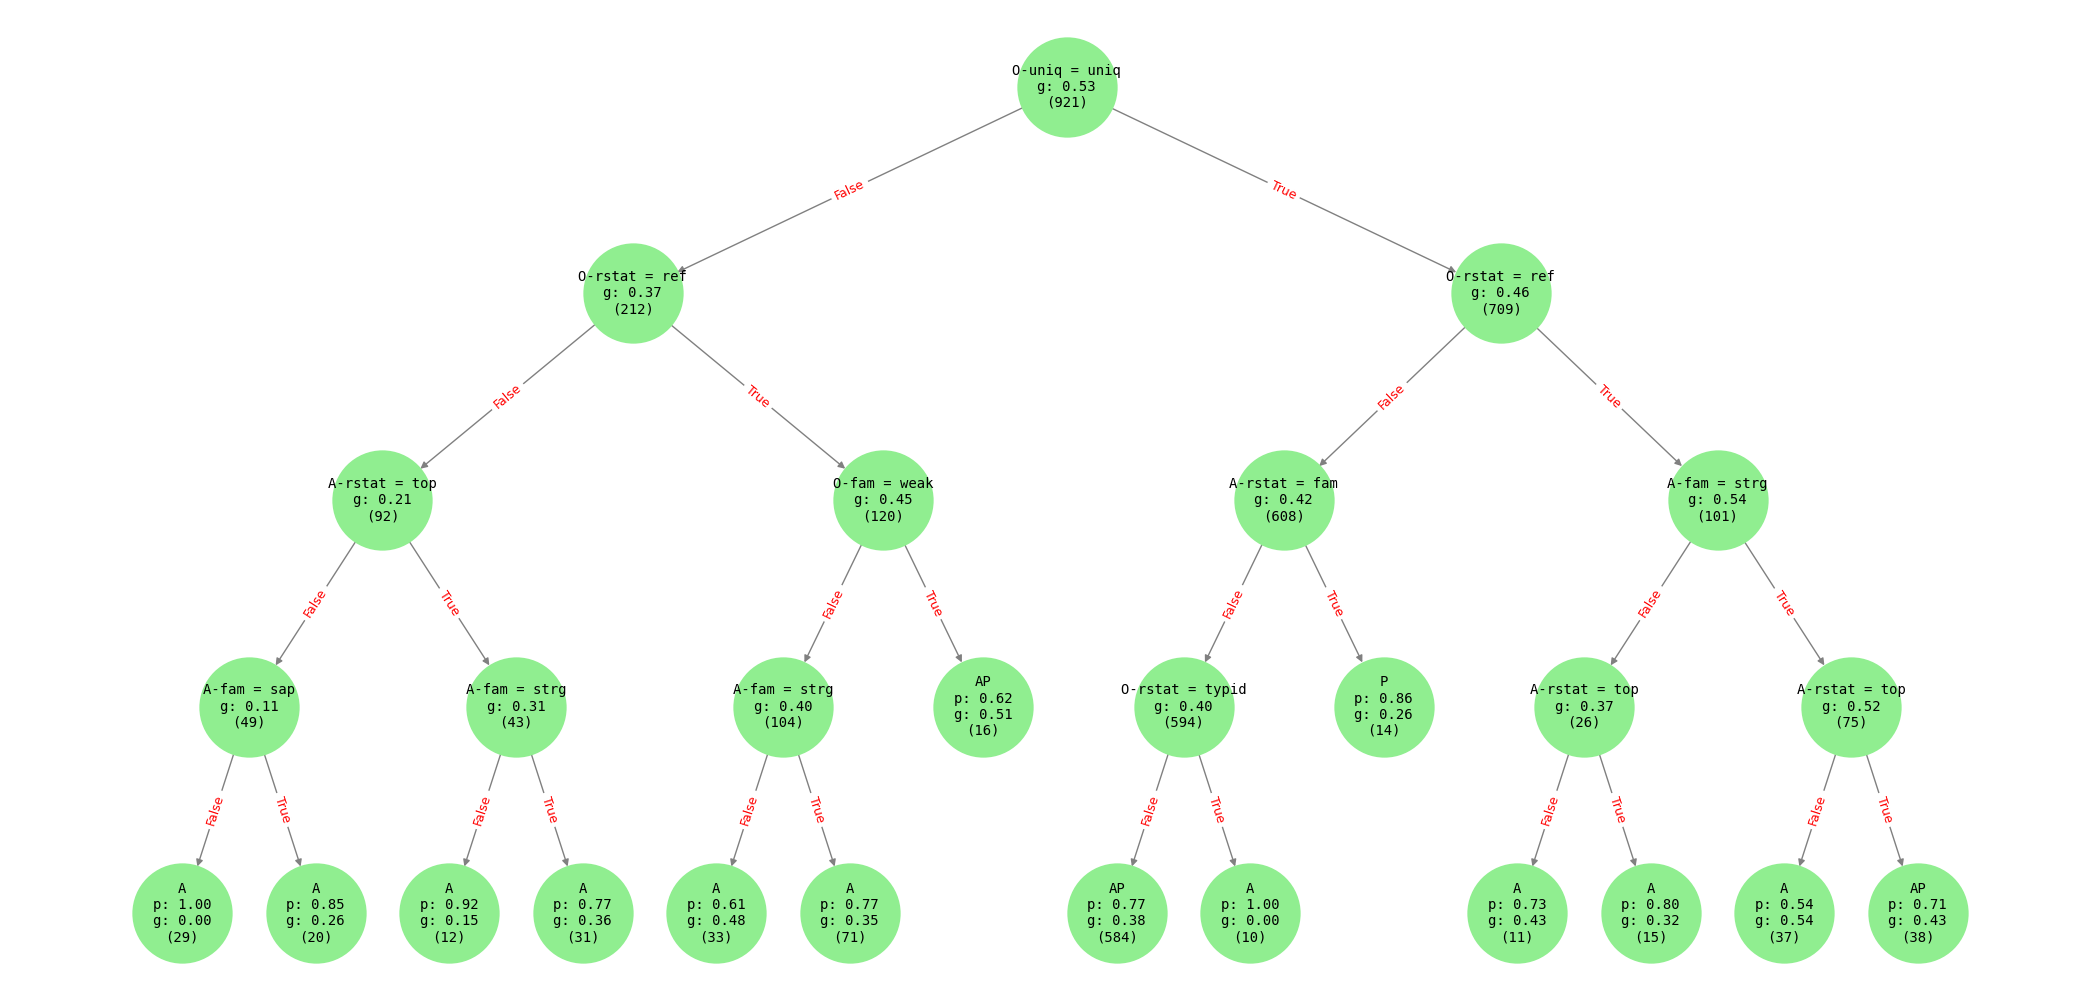 O-uniq = uniq
g: 0.53
(921)
False
True
O-rstat = ref
g: 0.37
(212)
O-rstat = ref
g: 0.46
(709)
False
True
False
True
A-rstat = top
g: 0.21
(92)
O-fam = weak
g: 0.45
(120)
A-rstat = fam
g: 0.42
(608)
A-fam = strg
g: 0.54
(101)
False
True
False
True
False
True
False
True
A-fam = sap
g: 0.11
(49)
A-fam = strg
g: 0.31
(43)
A-fam = strg
g: 0.40
(104)
AP
p: 0.62
g: 0.51
(16)
O-rstat = typid
g: 0.40
(594)
P
p: 0.86
g: 0.26
(14)
A-rstat = top
g: 0.37
(26)
A-rstat = top
g: 0.52
(75)
False
True
False
True
False
True
False
True
False
True
False
True
A
p: 1.00
g: 0.00
(29)
A
p: 0.85
g: 0.26
(20)
A
p: 0.92
g: 0.15
(12)
A
p: 0.77
g: 0.36
(31)
A
p: 0.61
g: 0.48
(33)
A
p: 0.77
g: 0.35
(71)
AP
p: 0.77
g: 0.38
(584)
A
p: 1.00
g: 0.00
(10)
A
p: 0.73
g: 0.43
(11)
A
p: 0.80
g: 0.32
(15)
A
p: 0.54
g: 0.54
(37)
AP
p: 0.71
g: 0.43
(38)